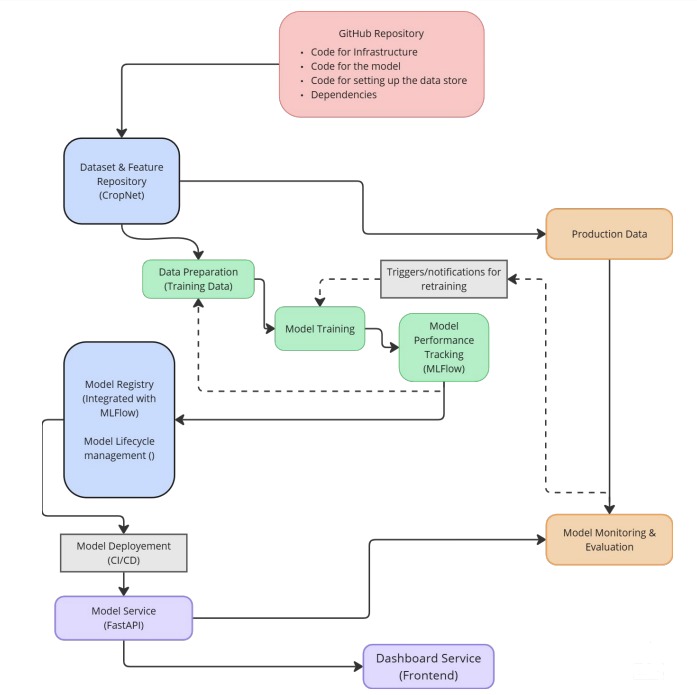 GitHub Repository
• Code for Infrastructure
• Code for the model
• Code for setting up the data store
• Dependencies
Dataset & Feature
Repository
(CropNet)
Production Data
Data Preparation
(Training Data)
Triggers/notifications for
retraining
Model Training
Model
Performance
Tracking
(MLFlow)
Model Registry
(Integrated with
MLFlow)
Model Lifecycle
management ()
Model Deployement
(CI/CD)
Model Monitoring &
Evaluation
Model Service
(FastAPI)
Dashboard Service
(Frontend)